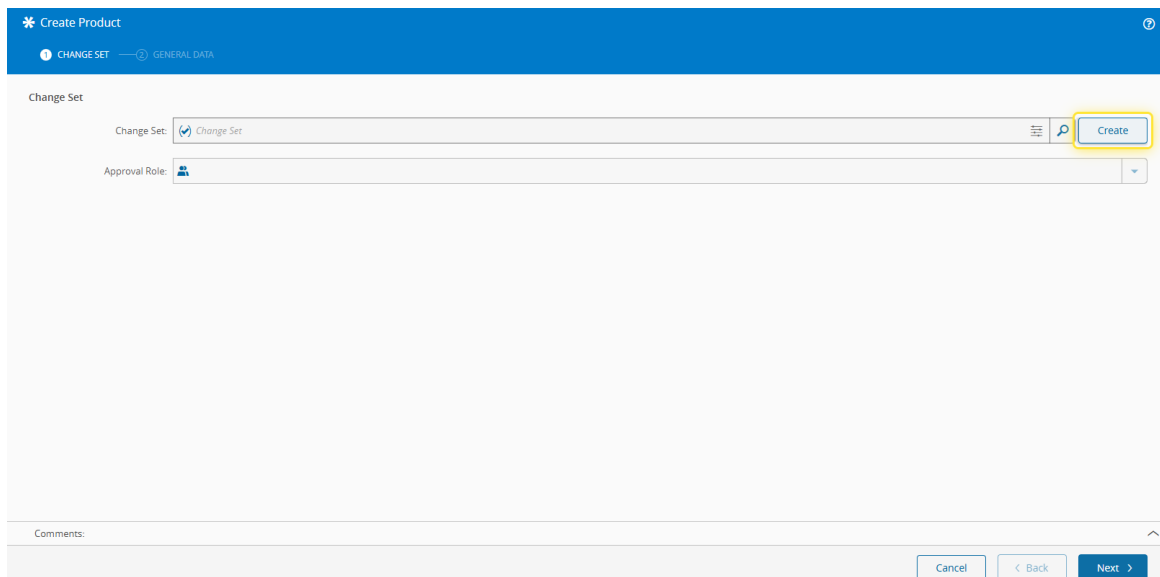 Create Product
1 CHANGE SET 2 GENERAL DATA
Change Set
Change Set: Change Set Create
Approval Role:
Comments:
Cancel < Back Next >